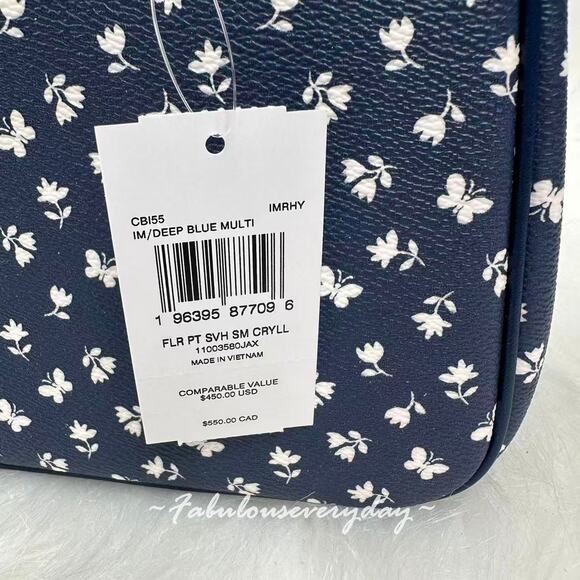 CBI55 IMRHY
IM/DEEP BLUE MULTI
1 96395 87709 6
FLR PT SVH SM CRYLL
11003580JAX
MADE IN VIETNAM
COMPARABLE VALUE
$450.00 USD
$550.00 CAD
~Fabulouseveryday~